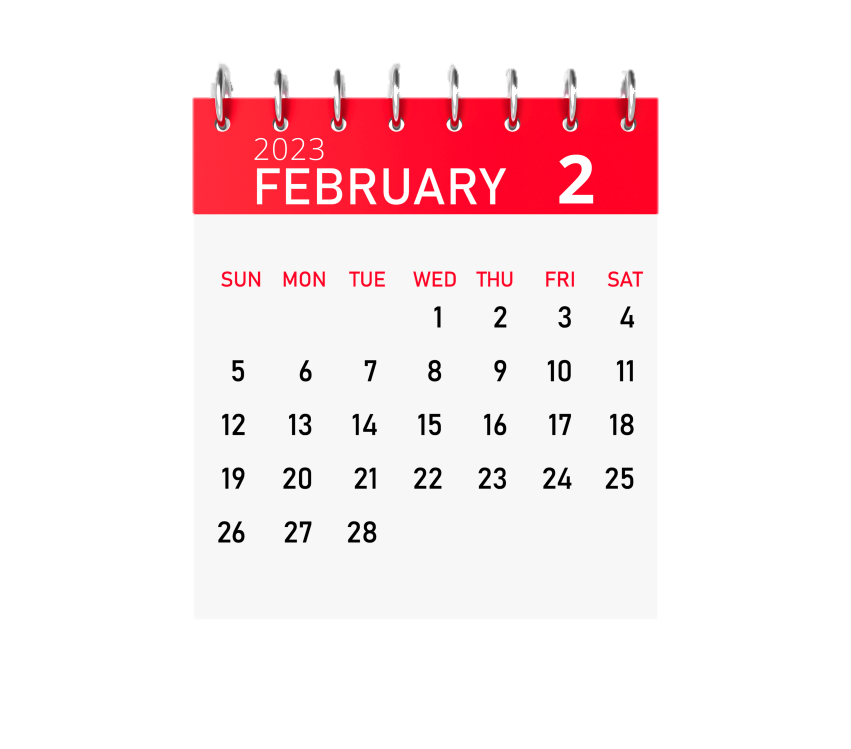 2023
FEBRUARY 2
SUN MON TUE WED THU FRI SAT
1 2 3 4
5 6 7 8 9 10 11
12 13 14 15 16 17 18
19 20 21 22 23 24 25
26 27 28